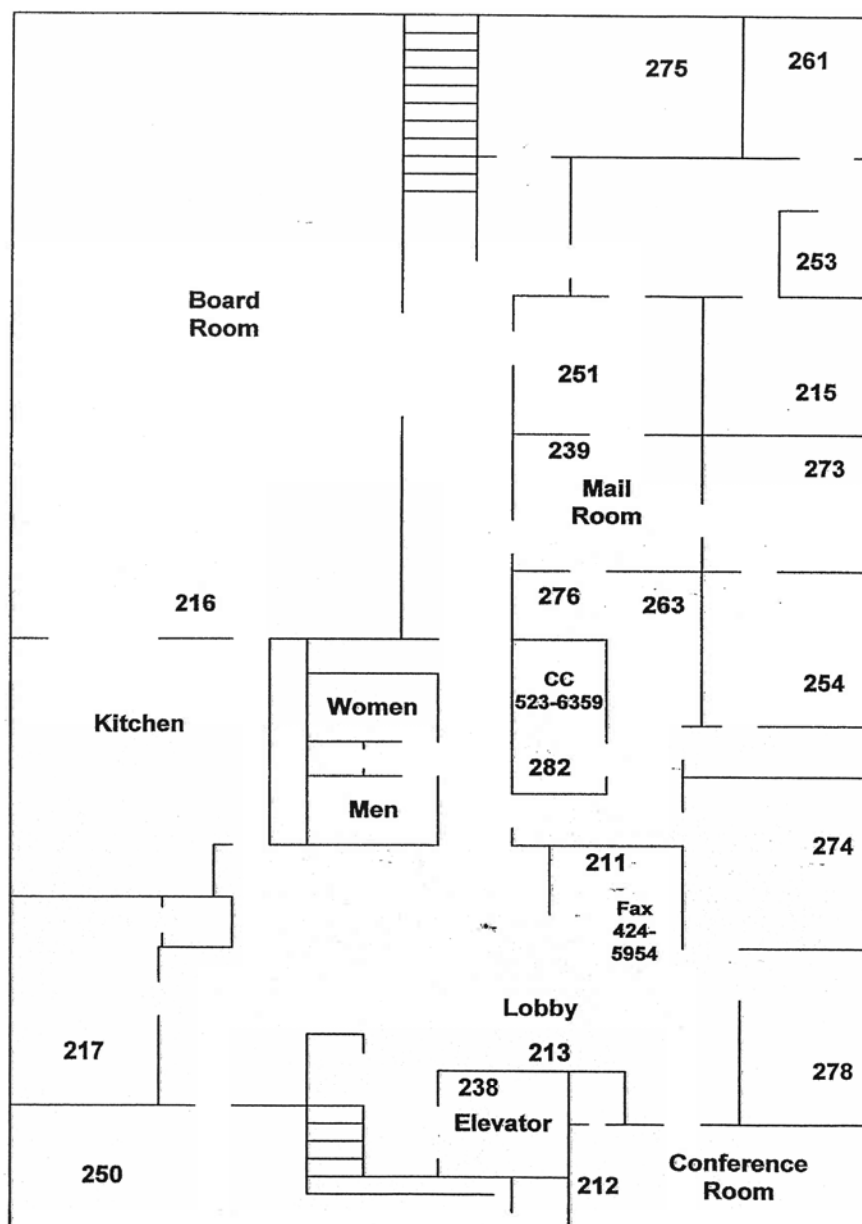 275
261
253
Board
Room
251
215
239
273
Mail
Room
216
276
263
CC
523-6359
254
Women
Kitchen
282
Men
211
274
Fax
424-
5954
Lobby
213
217
238
278
Elevator
250
212
Conference
Room